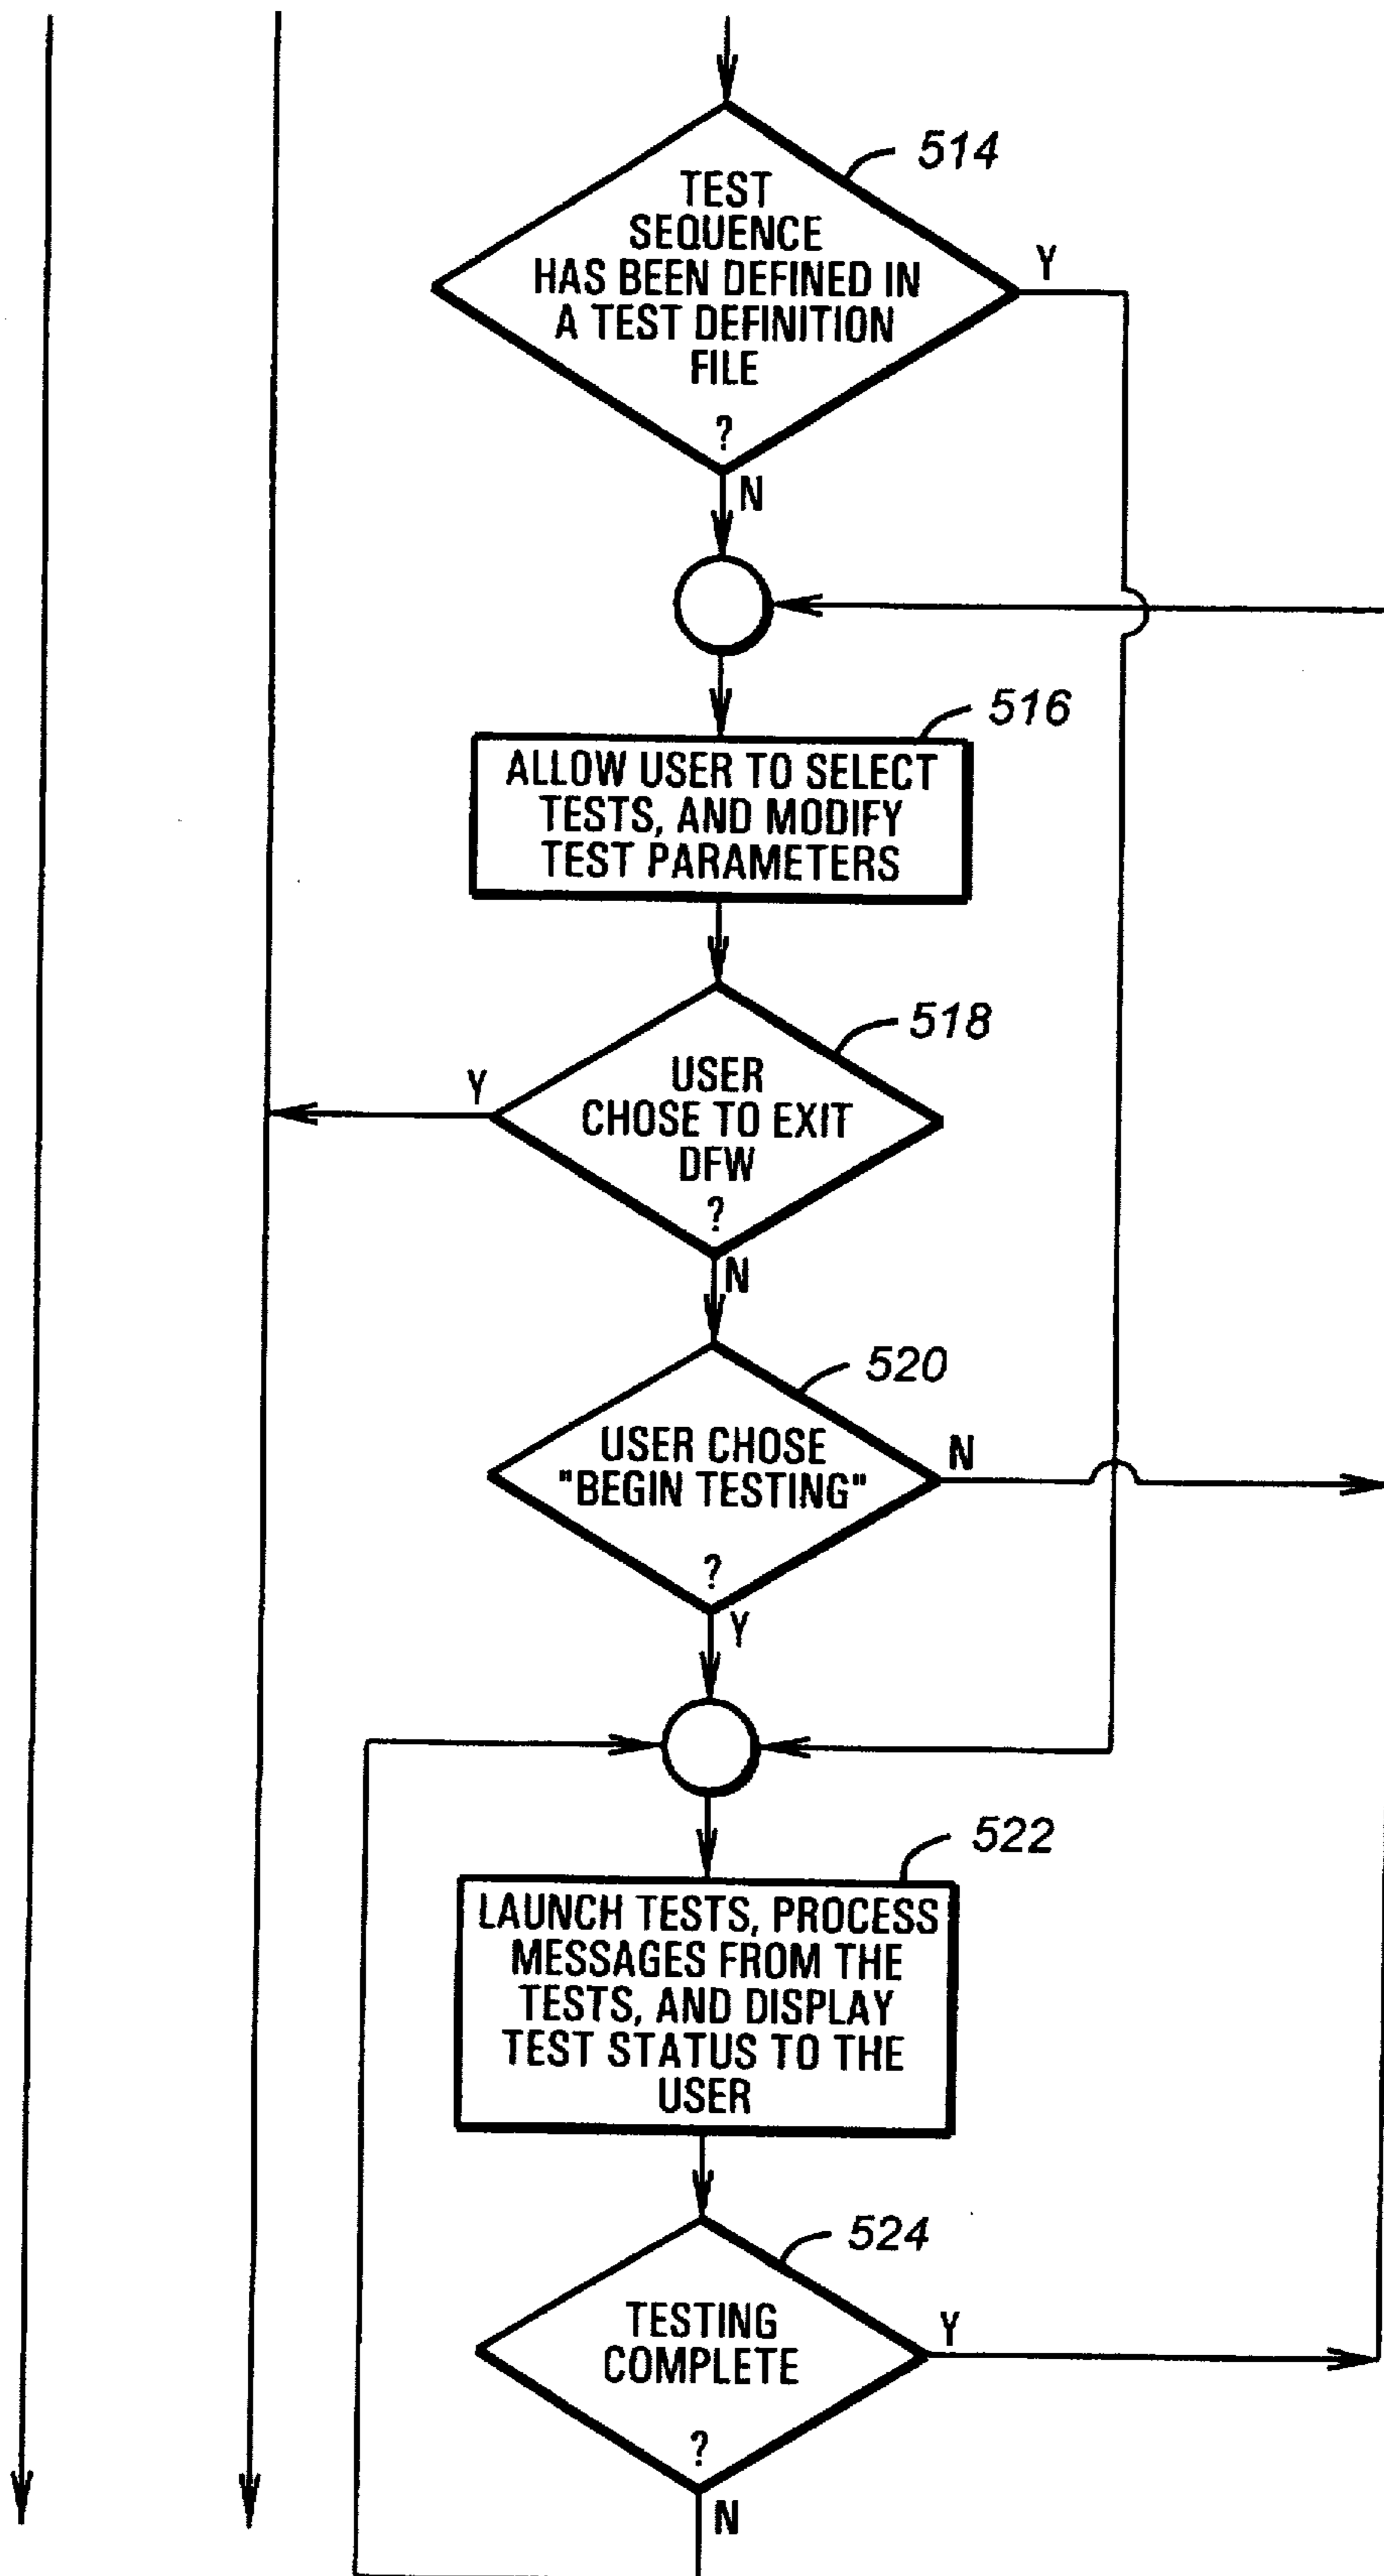 514
TEST
SEQUENCE
HAS BEEN DEFINED IN
A TEST DEFINITION
FILE
?
Y
N
516
ALLOW USER TO SELECT
TESTS, AND MODIFY
TEST PARAMETERS
518
USER
CHOSE TO EXIT
DFW
?
Y
N
520
USER CHOSE
"BEGIN TESTING"
?
N
Y
522
LAUNCH TESTS, PROCESS
MESSAGES FROM THE
TESTS, AND DISPLAY
TEST STATUS TO THE
USER
524
TESTING
COMPLETE
?
Y
N